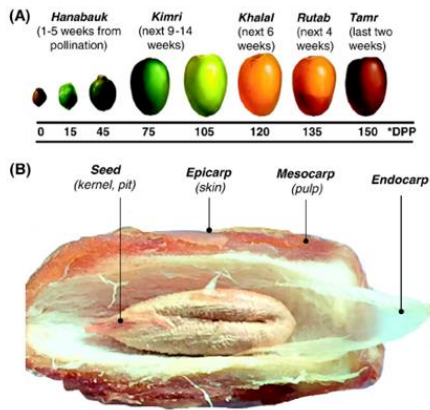 (A)
Hanabauk
(1-5 weeks from
pollination)
Kimri
(next 9-14
weeks)
Khalal
(next 6
weeks)
Rutab
(next 4
weeks)
Tamr
(last two
weeks)
0 15 45 75 105 120 135 150 *DPP
(B)
Seed
(kernel, pit)
Epicarp
(skin)
Mesocarp
(pulp)
Endocarp